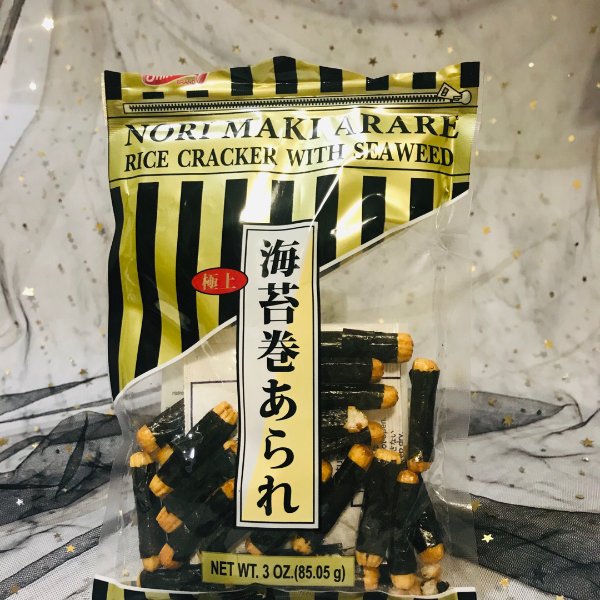 BRAND
NORI MAKI ARARE
RICE CRACKER WITH SEAWEED
極上
海苔巻あられ
NET WT. 3 OZ.(85.05 g)